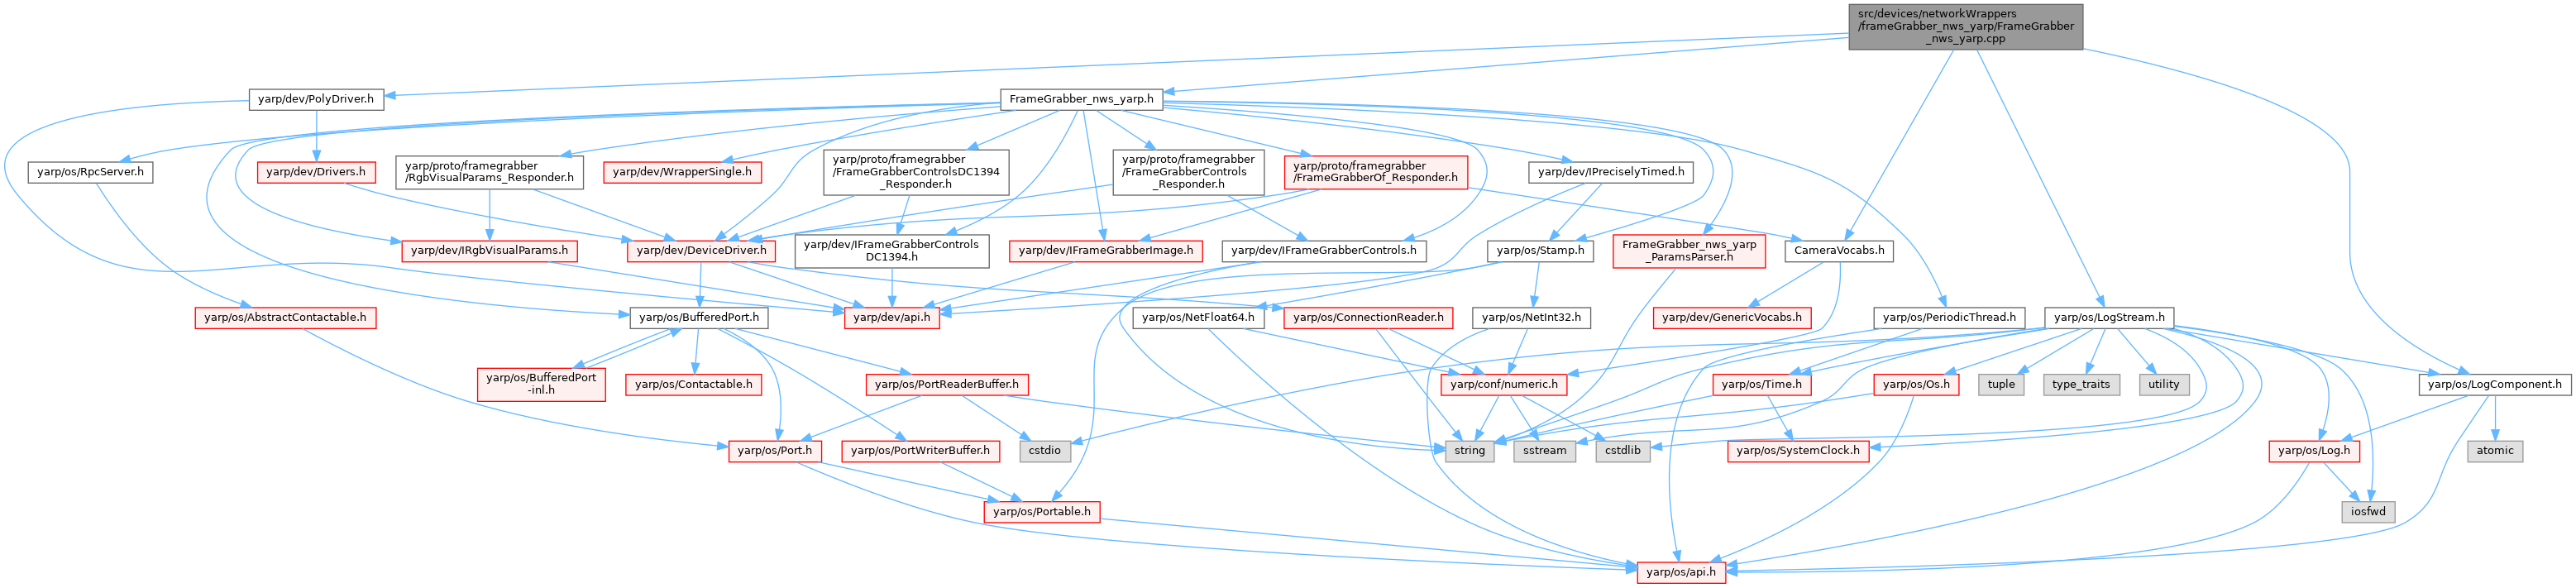 src/devices/networkWrappers
/frameGrabber_nws_yarp/FrameGrabber
_nws_yarp.cpp
yarp/dev/PolyDriver.h
FrameGrabber_nws_yarp.h
yarp/os/RpcServer.h
yarp/dev/Drivers.h
yarp/proto/framegrabber
/RgbVisualParams_Responder.h
yarp/dev/WrapperSingle.h
yarp/proto/framegrabber
/FrameGrabberControlsDC1394
_Responder.h
yarp/proto/framegrabber
/FrameGrabberControls
_Responder.h
yarp/proto/framegrabber
/FrameGrabberOf_Responder.h
yarp/dev/IPreciselyTimed.h
yarp/dev/IRgbVisualParams.h
yarp/dev/DeviceDriver.h
yarp/dev/IFrameGrabberControls
DC1394.h
yarp/dev/IFrameGrabberImage.h
yarp/dev/IFrameGrabberControls.h
yarp/os/Stamp.h
FrameGrabber_nws_yarp
_ParamsParser.h
CameraVocabs.h
yarp/os/AbstractContactable.h
yarp/os/BufferedPort.h
yarp/dev/api.h
yarp/os/NetFloat64.h
yarp/os/ConnectionReader.h
yarp/os/NetInt32.h
yarp/dev/GenericVocabs.h
yarp/os/PeriodicThread.h
yarp/os/LogStream.h
yarp/os/BufferedPort
-inl.h
yarp/os/Contactable.h
yarp/os/PortReaderBuffer.h
yarp/conf/numeric.h
yarp/os/Time.h
yarp/os/Os.h
tuple
type_traits
utility
yarp/os/LogComponent.h
yarp/os/Port.h
yarp/os/PortWriterBuffer.h
cstdio
string
sstream
cstdlib
yarp/os/SystemClock.h
yarp/os/Log.h
atomic
yarp/os/Portable.h
iosfwd
yarp/os/api.h